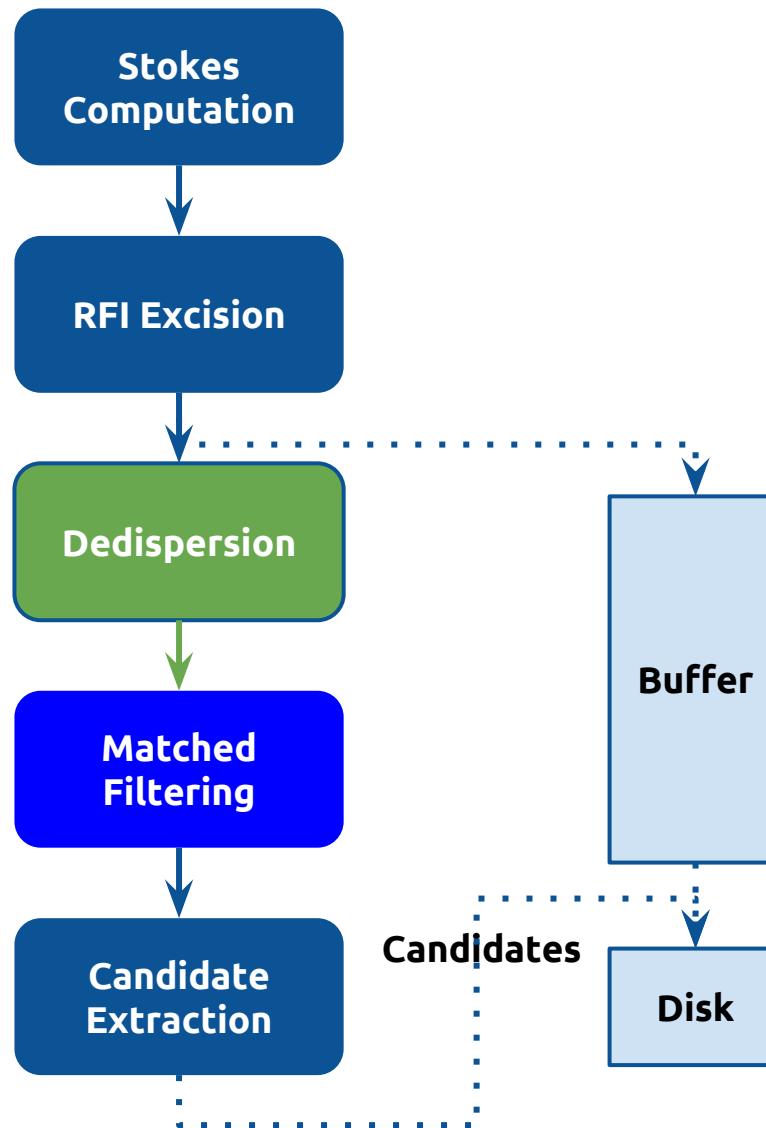 Stokes
Computation
RFI Excision
Dedispersion
Buffer
Matched
Filtering
Candidates
Candidate
Extraction
Disk